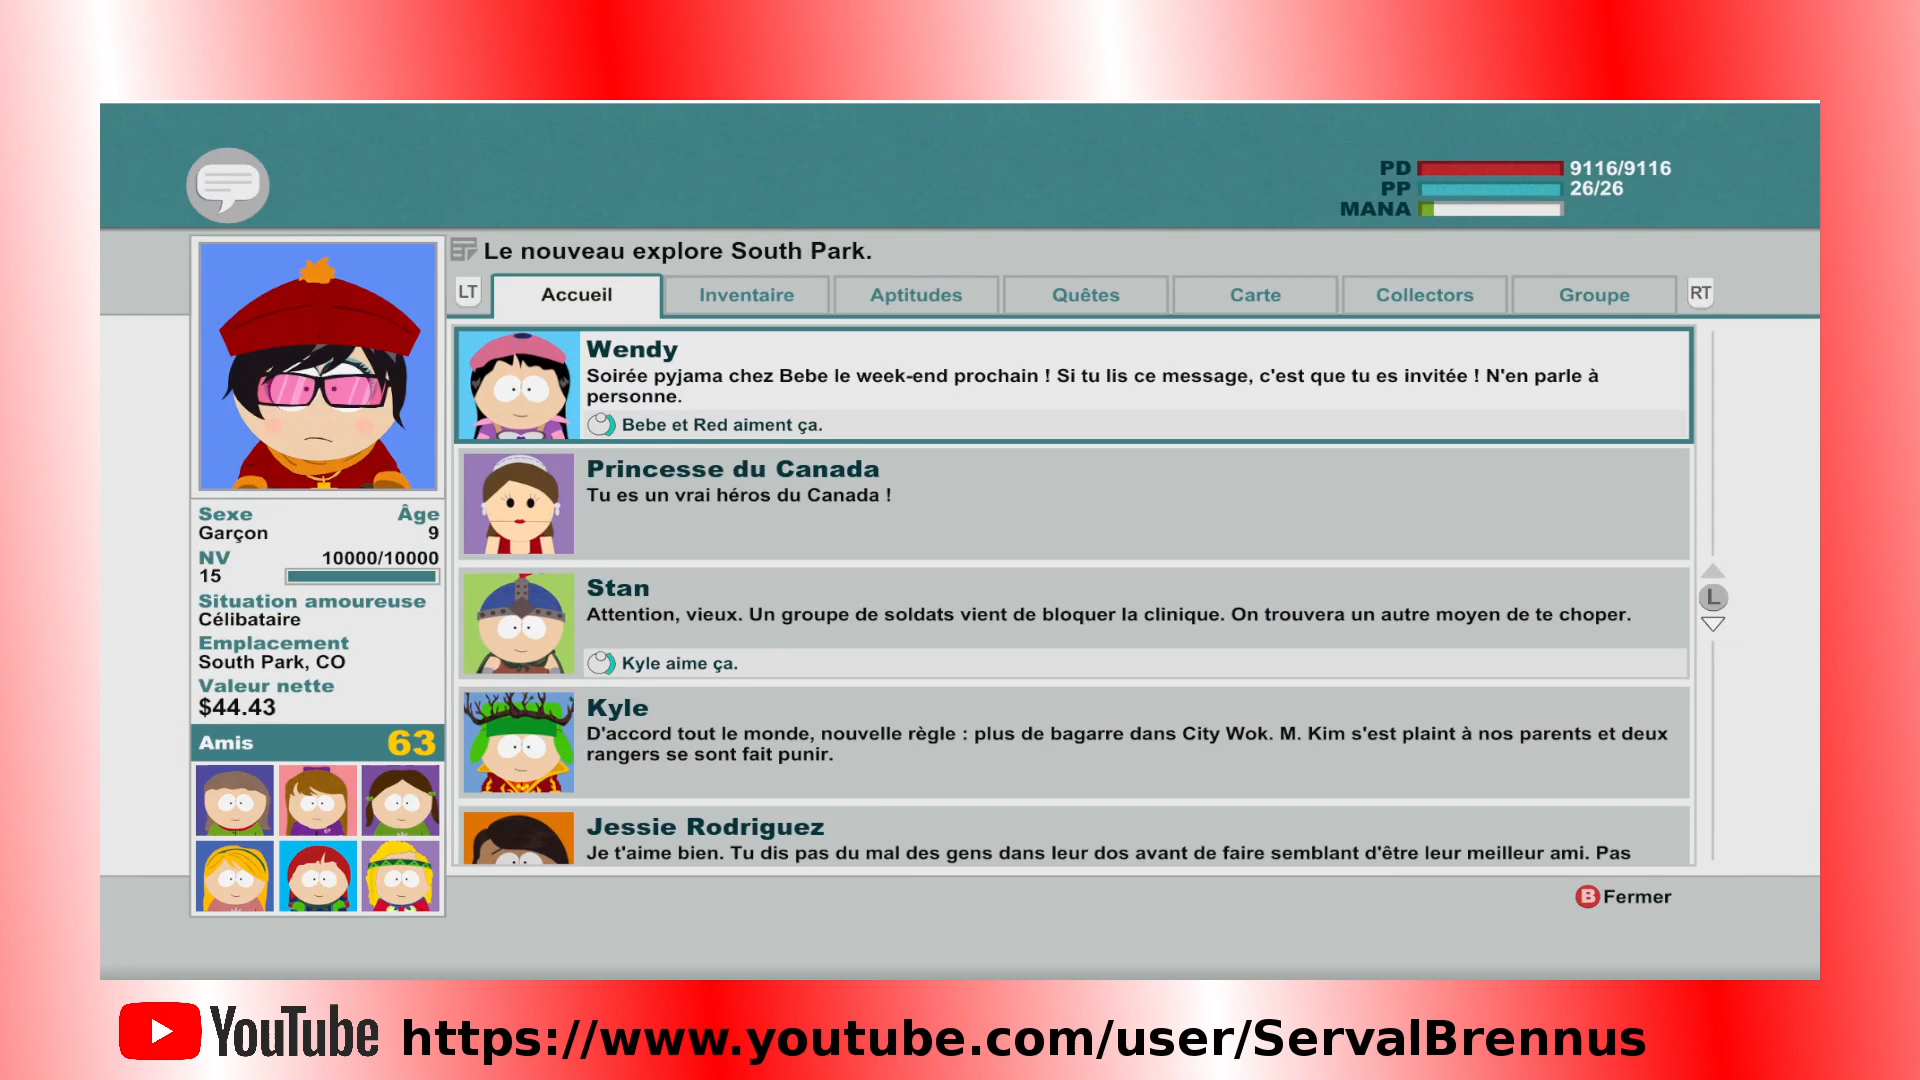 PD 9116/9116
PP 26/26
MANA
Le nouveau explore South Park.
LT Accueil Inventaire Aptitudes Quêtes Carte Collectors Groupe RT
Sexe Âge
Garçon 9
NV 10000/10000
15
Situation amoureuse
Célibataire
Emplacement
South Park, CO
Valeur nette
$44.43
Amis 63
Wendy
Soirée pyjama chez Bebe le week-end prochain ! Si tu lis ce message, c'est que tu es invitée ! N'en parle à
personne.
Bebe et Red aiment ça.
Princesse du Canada
Tu es un vrai héros du Canada !
Stan
Attention, vieux. Un groupe de soldats vient de bloquer la clinique. On trouvera un autre moyen de te choper.
Kyle aime ça.
Kyle
D'accord tout le monde, nouvelle règle : plus de bagarre dans City Wok. M. Kim s'est plaint à nos parents et deux
rangers se sont fait punir.
Jessie Rodriguez
Je t'aime bien. Tu dis pas du mal des gens dans leur dos avant de faire semblant d'être leur meilleur ami. Pas
L
B Fermer
YouTube https://www.youtube.com/user/ServalBrennus